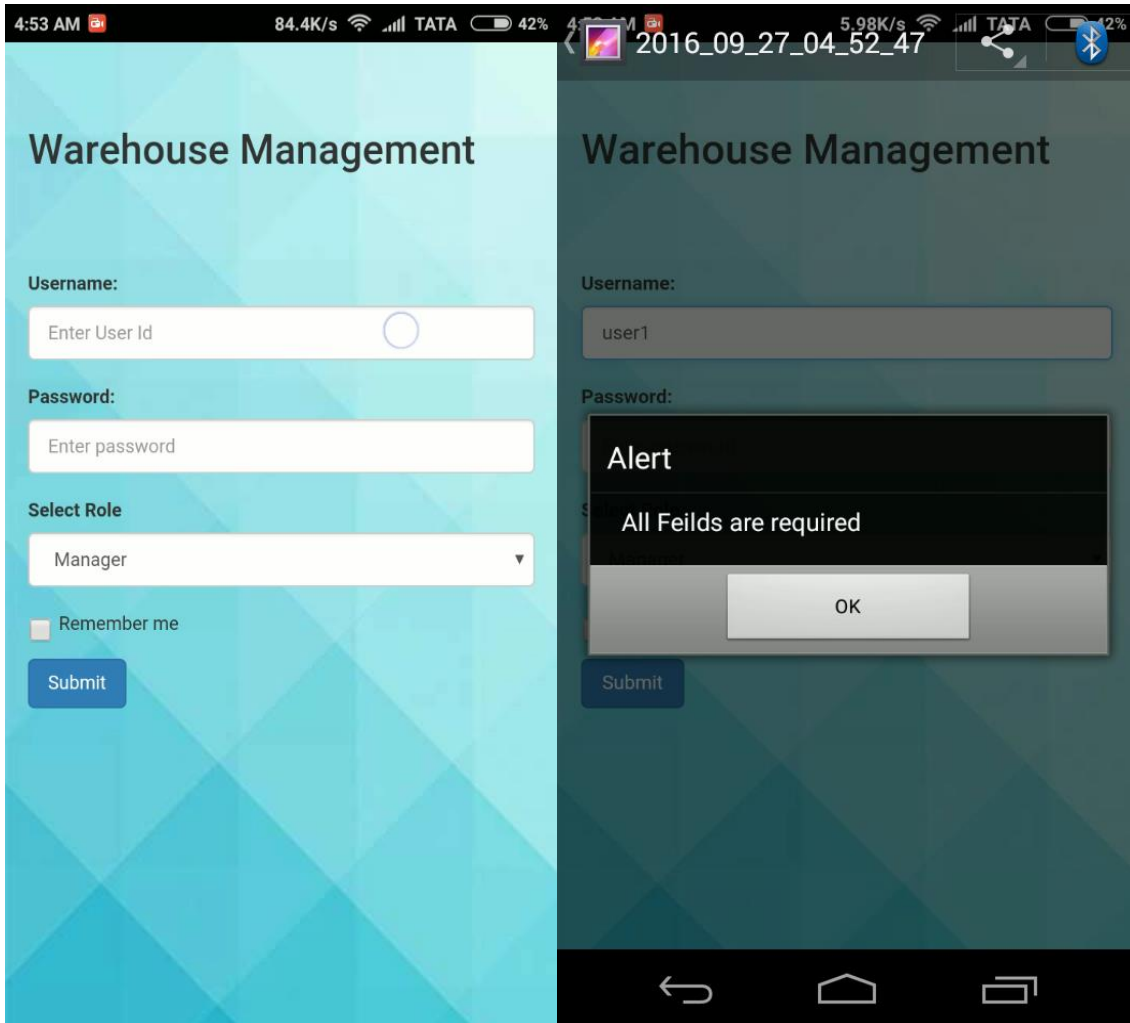 4:53 AM 84.4K/s TATA 42%
Warehouse Management
Username:
Enter User Id
Password:
Enter password
Select Role
Manager
Remember me
Submit
5.98K/s TATA 42%
2016_09_27_04_52_47
Warehouse Management
Username:
user1
Password:
Alert
All Feilds are required
Manager
OK
Submit